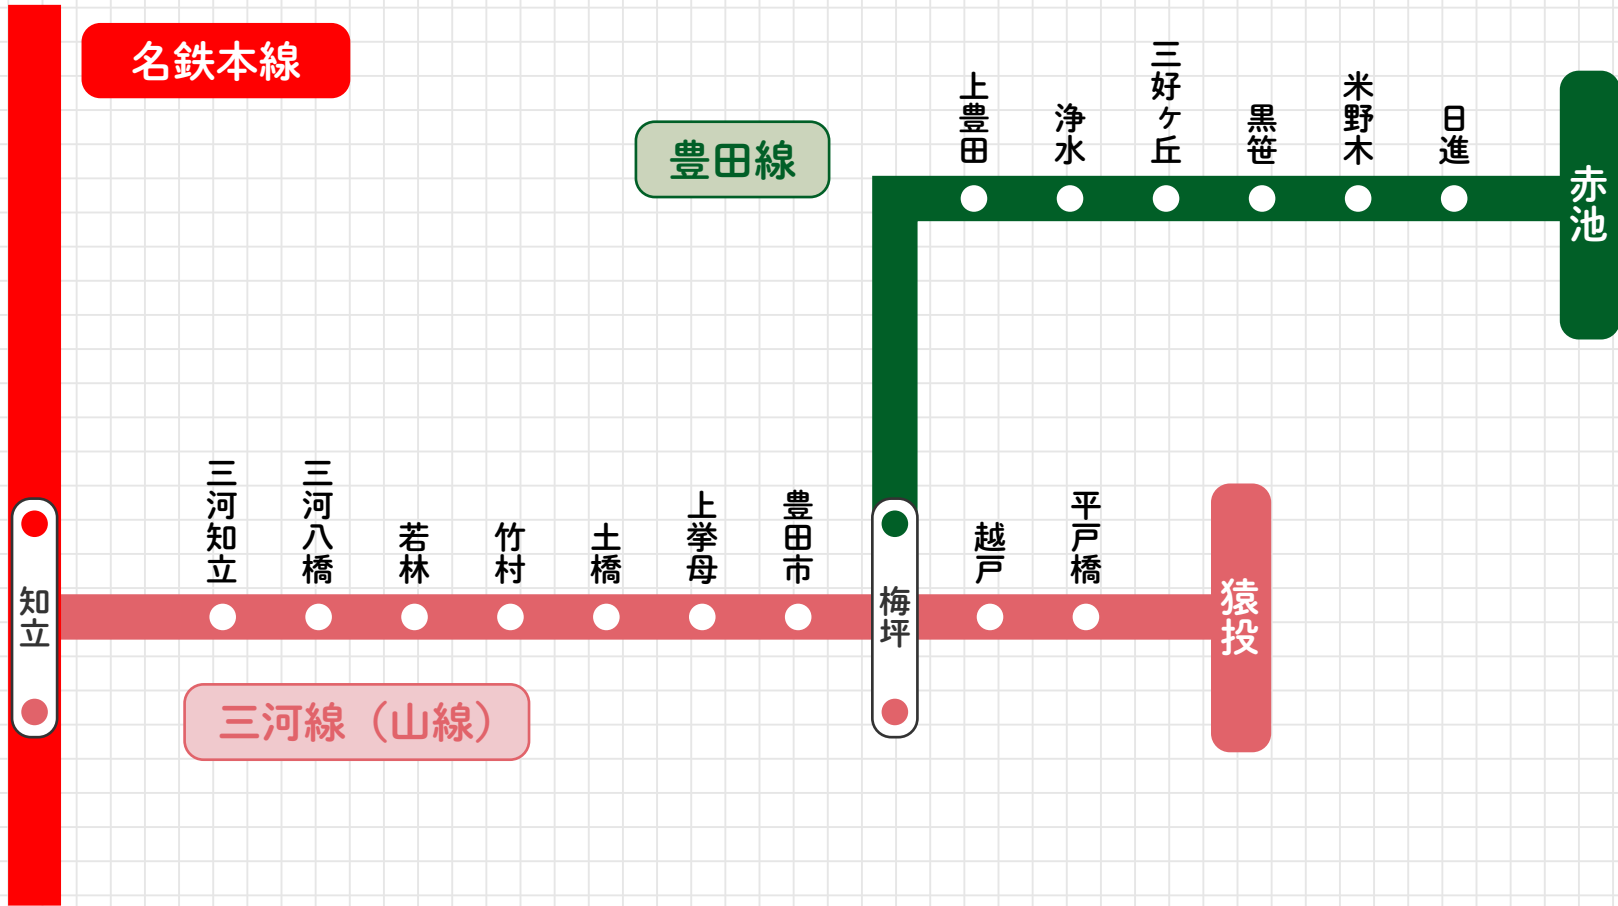 名鉄本線
豊田線
上豊田
浄水
三好ヶ丘
黒笹
米野木
日進
赤池
三河知立
三河八橋
若林
竹村
土橋
上挙母
豊田市
越戸
平戸橋
知立
梅坪
猿投
三河線（山線）